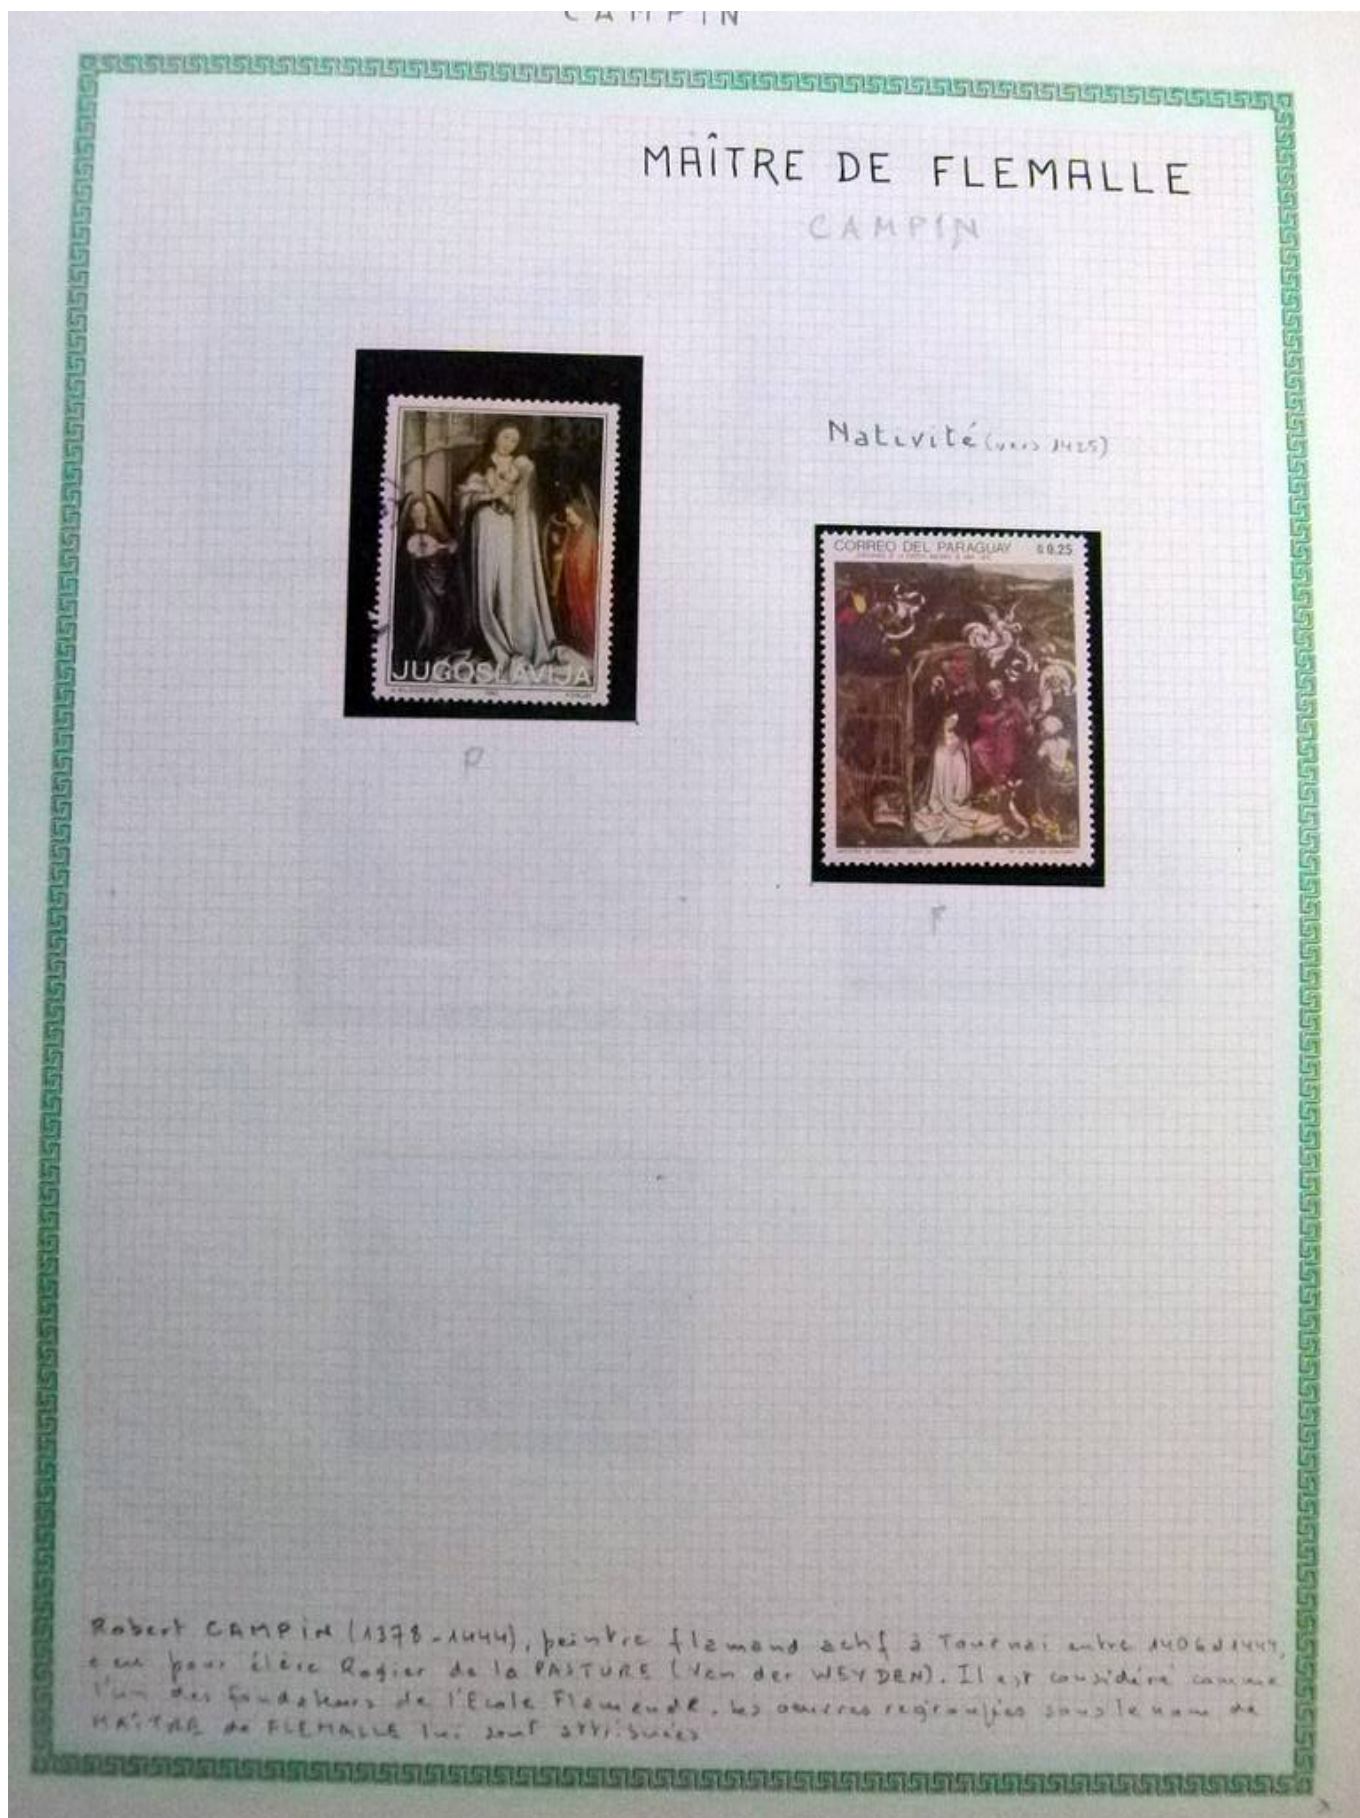 CAMPIN
MAÎTRE DE FLEMALLE
CAMPIN
Nativité (vers 1425)
CORREO DEL PARAGUAY ₲0.25
JUGOSLAVIJA
R
F
Robert CAMPIN (1378-1444), peintre flamand actif à Tournai entre 1406 et 1444,
a eu pour élève Rogier de la PASTURE (Van der WEYDEN). Il est considéré comme
l'un des fondateurs de l'Ecole Flamande. Les oeuvres regroupées sous le nom de
MAÎTRE de FLEMALLE lui sont attribuées